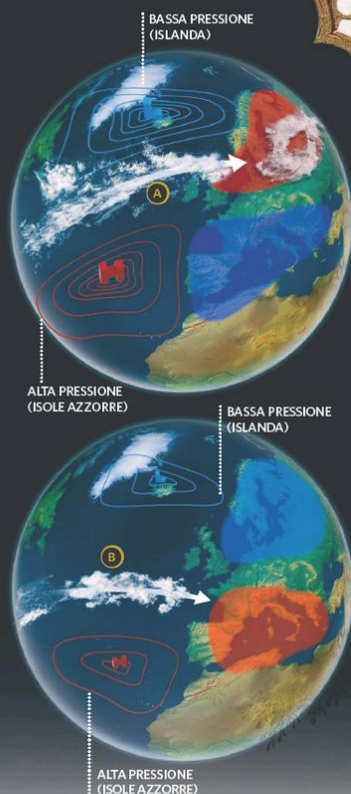 BASSA PRESSIONE
(ISLANDA)
L
A
H
ALTA PRESSIONE
(ISOLE AZZORRE)
BASSA PRESSIONE
(ISLANDA)
L
B
H
ALTA PRESSIONE
(ISOLE AZZORRE)